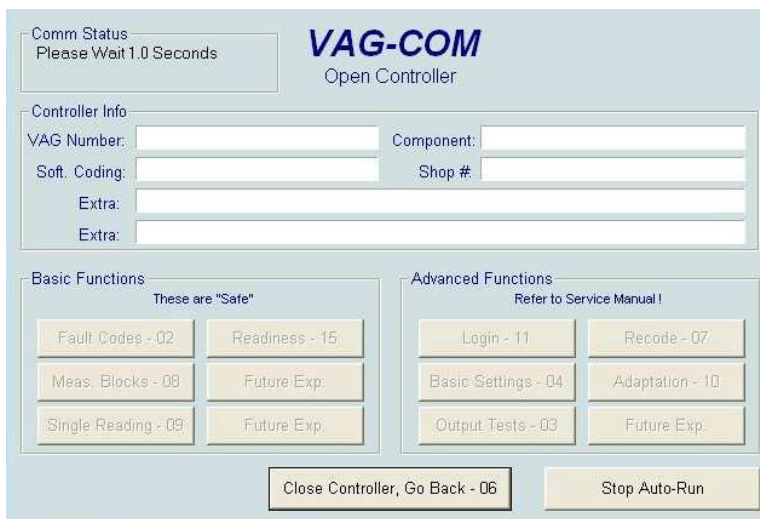 Comm Status
Please Wait 1.0 Seconds
VAG-COM
Open Controller
Controller Info
VAG Number:
Component:
Soft. Coding:
Shop #:
Extra:
Extra:
Basic Functions
These are "Safe"
Fault Codes - 02
Readiness - 15
Meas. Blocks - 08
Future Exp.
Single Reading - 09
Future Exp.
Advanced Functions
Refer to Service Manual !
Login - 11
Recode - 07
Basic Settings - 04
Adaptation - 10
Output Tests - 03
Future Exp.
Close Controller, Go Back - 06
Stop Auto-Run